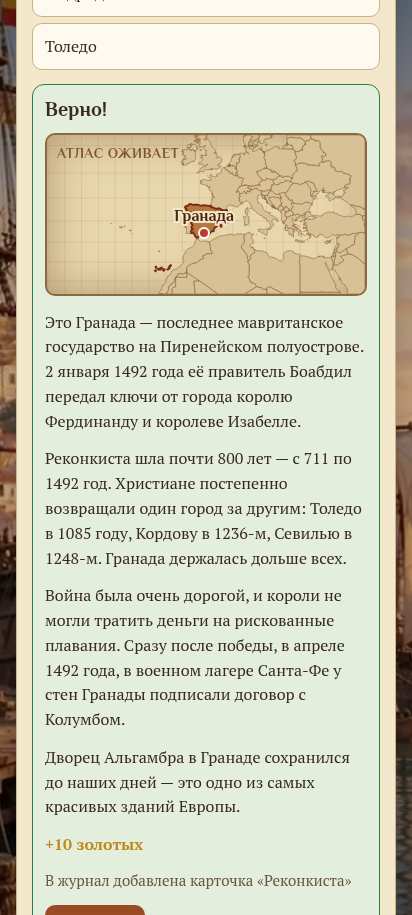 Толедо
Верно!
АТЛАС ОЖИВАЕТ
Гранада
Это Гранада — последнее мавританское
государство на Пиренейском полуострове.
2 января 1492 года её правитель Боабдил
передал ключи от города королю
Фердинанду и королеве Изабелле.
Реконкиста шла почти 800 лет — с 711 по
1492 год. Христиане постепенно
возвращали один город за другим: Толедо
в 1085 году, Кордову в 1236-м, Севилью в
1248-м. Гранада держалась дольше всех.
Война была очень дорогой, и короли не
могли тратить деньги на рискованные
плавания. Сразу после победы, в апреле
1492 года, в военном лагере Санта-Фе у
стен Гранады подписали договор с
Колумбом.
Дворец Альгамбра в Гранаде сохранился
до наших дней — это одно из самых
красивых зданий Европы.
+10 золотых
В журнал добавлена карточка «Реконкиста»